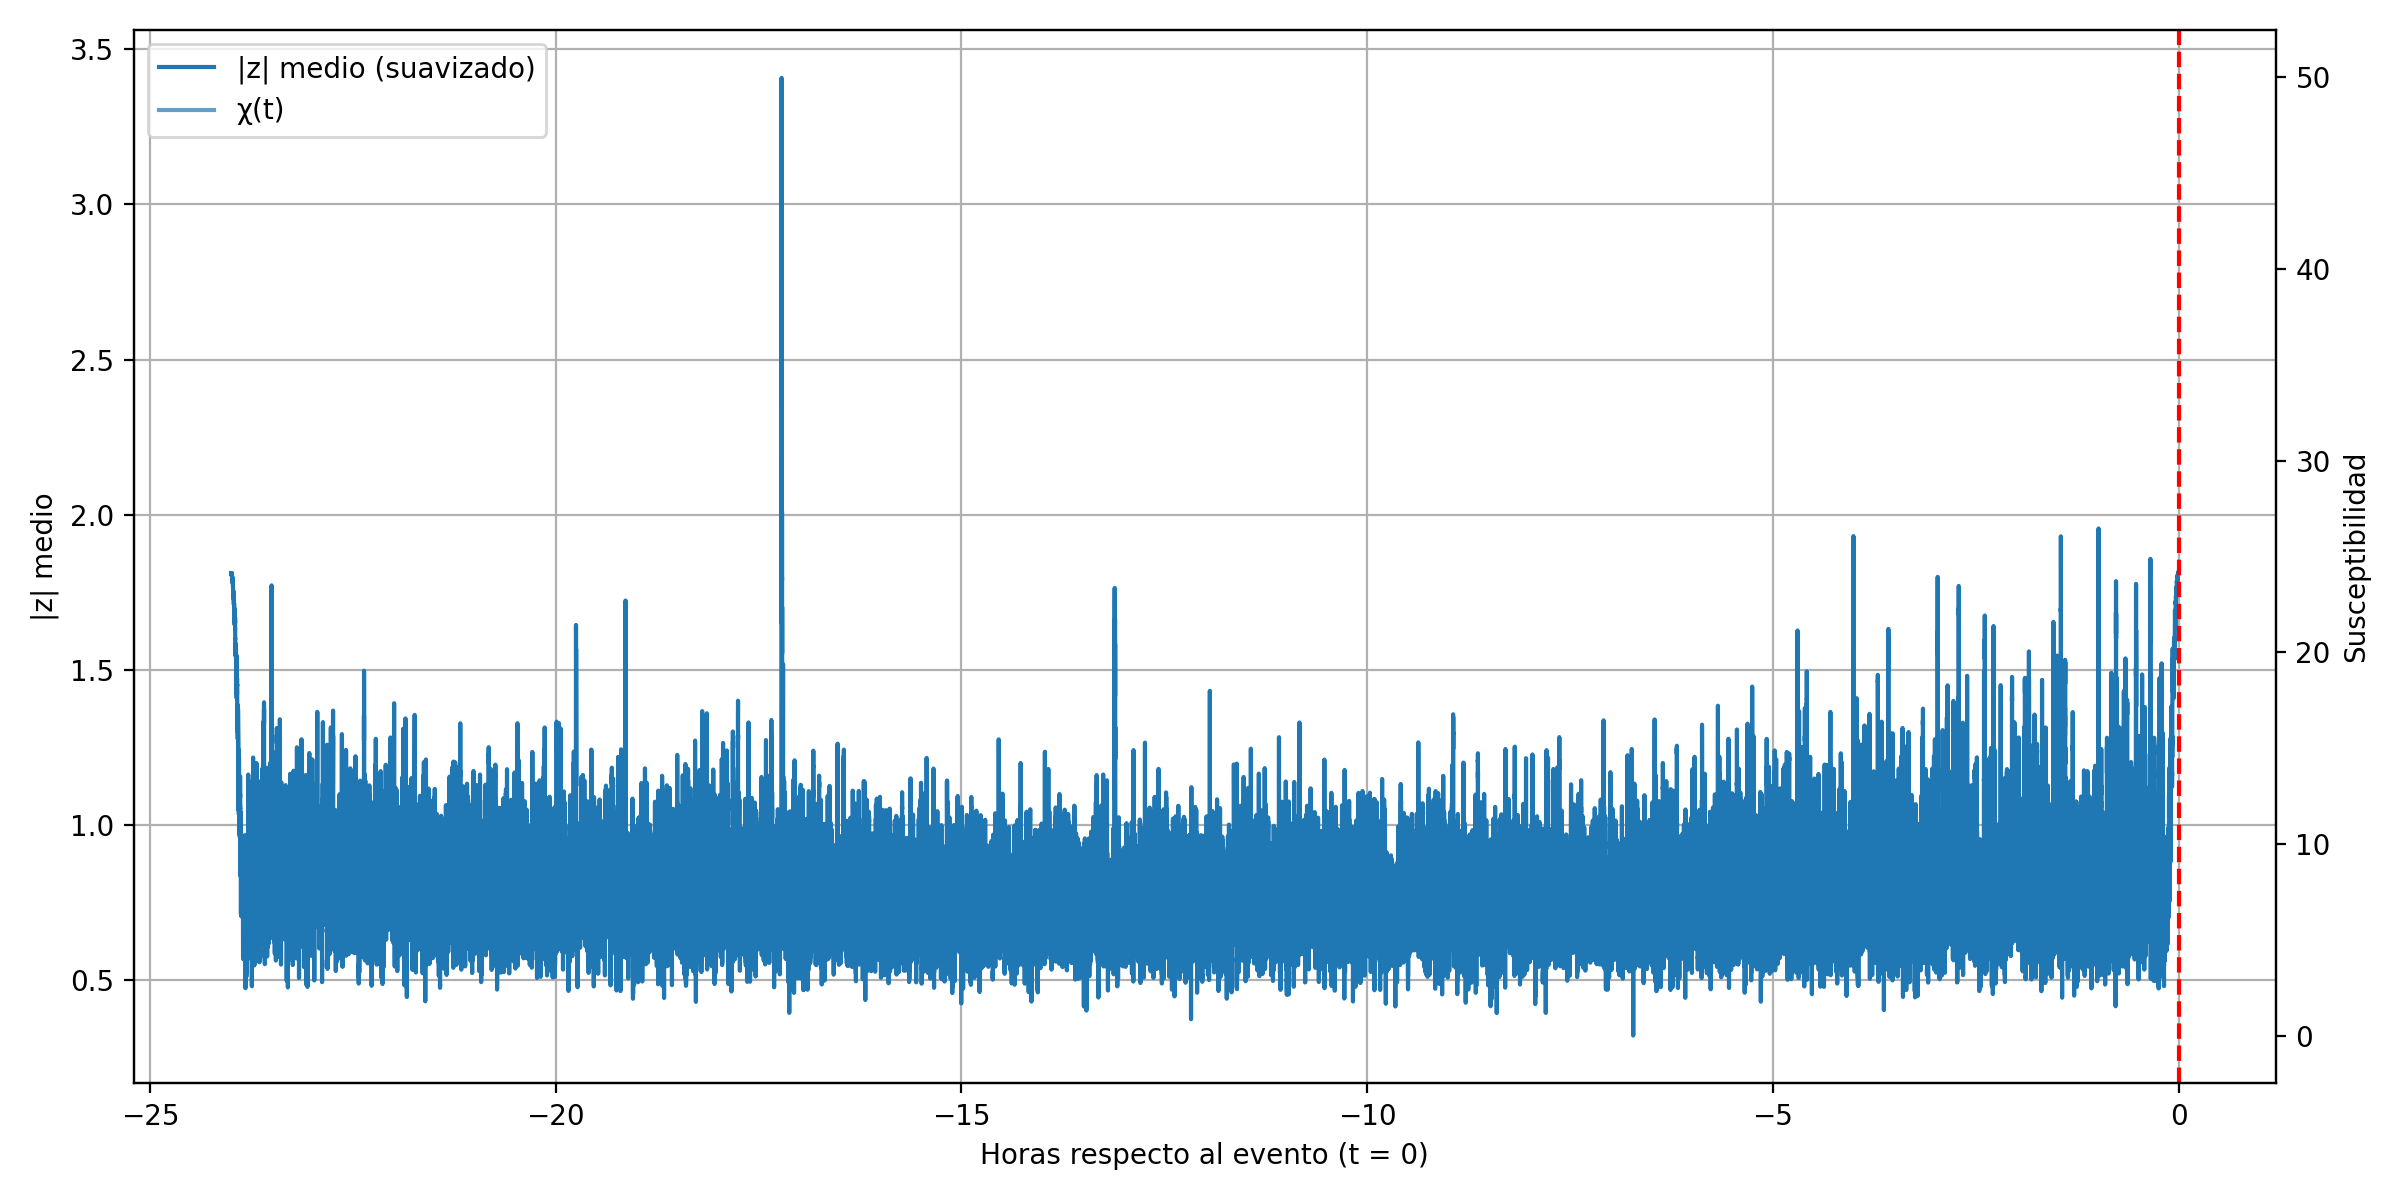 |z| medio (suavizado)
χ(t)
3.5
3.0
2.5
2.0
1.5
1.0
0.5
|z| medio
50
40
30
20
10
0
Susceptibilidad
−25 −20 −15 −10 −5 0
Horas respecto al evento (t = 0)